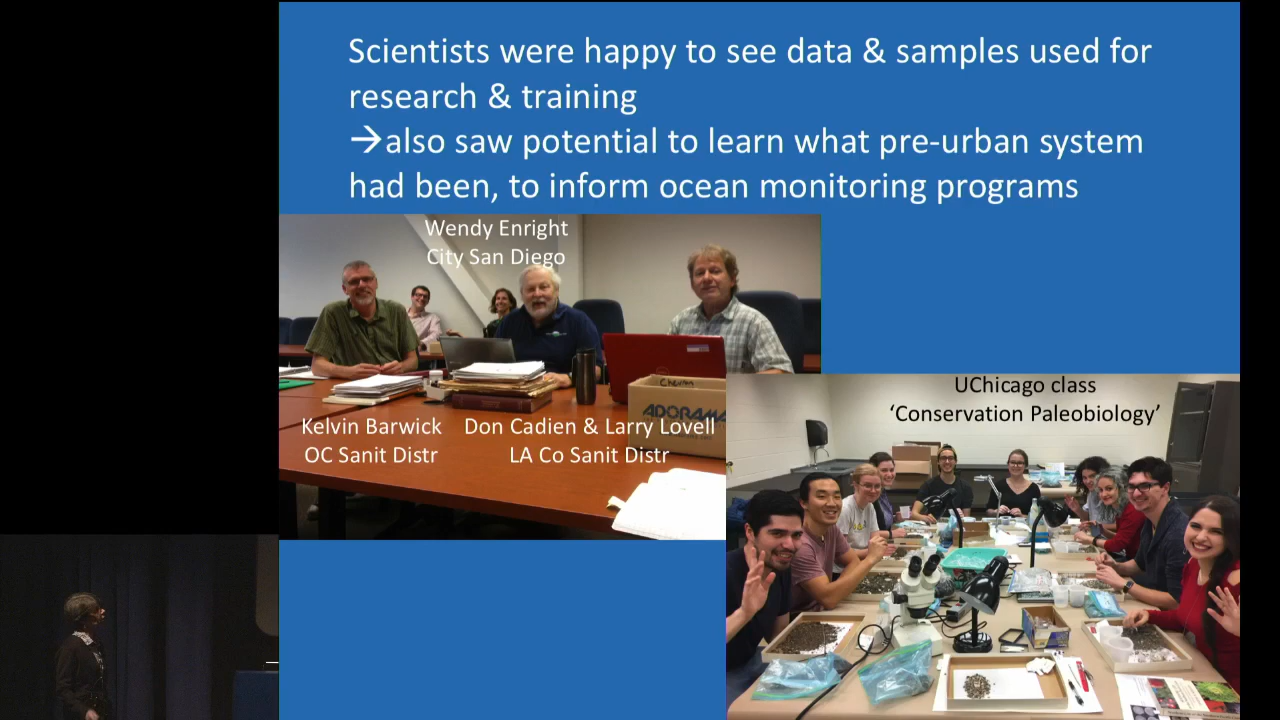 Scientists were happy to see data & samples used for
research & training
→also saw potential to learn what pre-urban system
had been, to inform ocean monitoring programs
Wendy Enright
City San Diego
ADORAMA
Kelvin Barwick
OC Sanit Distr
Don Cadien & Larry Lovell
LA Co Sanit Distr
UChicago class
‘Conservation Paleobiology’